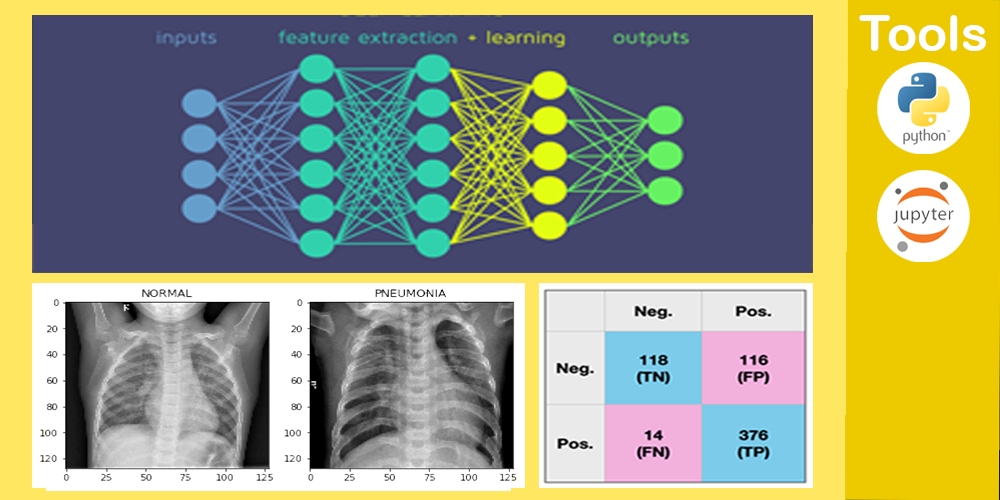 inputs feature extraction + learning outputs
Tools
python
jupyter
NORMAL PNEUMONIA
0 0
20 20
40 40
60 60
80 80
100 100
120 120
0 25 50 75 100 125 0 25 50 75 100 125
Neg. Pos.
Neg. 118 (TN) 116 (FP)
Pos. 14 (FN) 376 (TP)